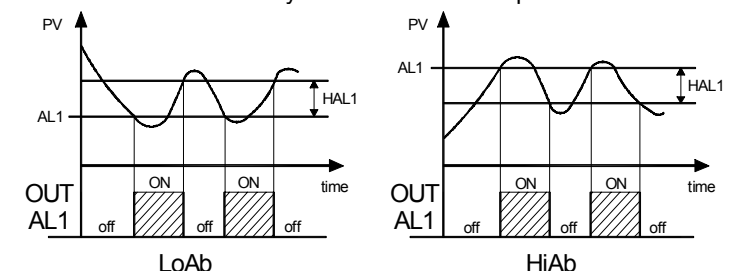 PV
HAL1
AL1
time
OUT
AL1
off
ON
off
ON
off
LoAb
PV
AL1
HAL1
time
OUT
AL1
off
ON
off
ON
off
HiAb